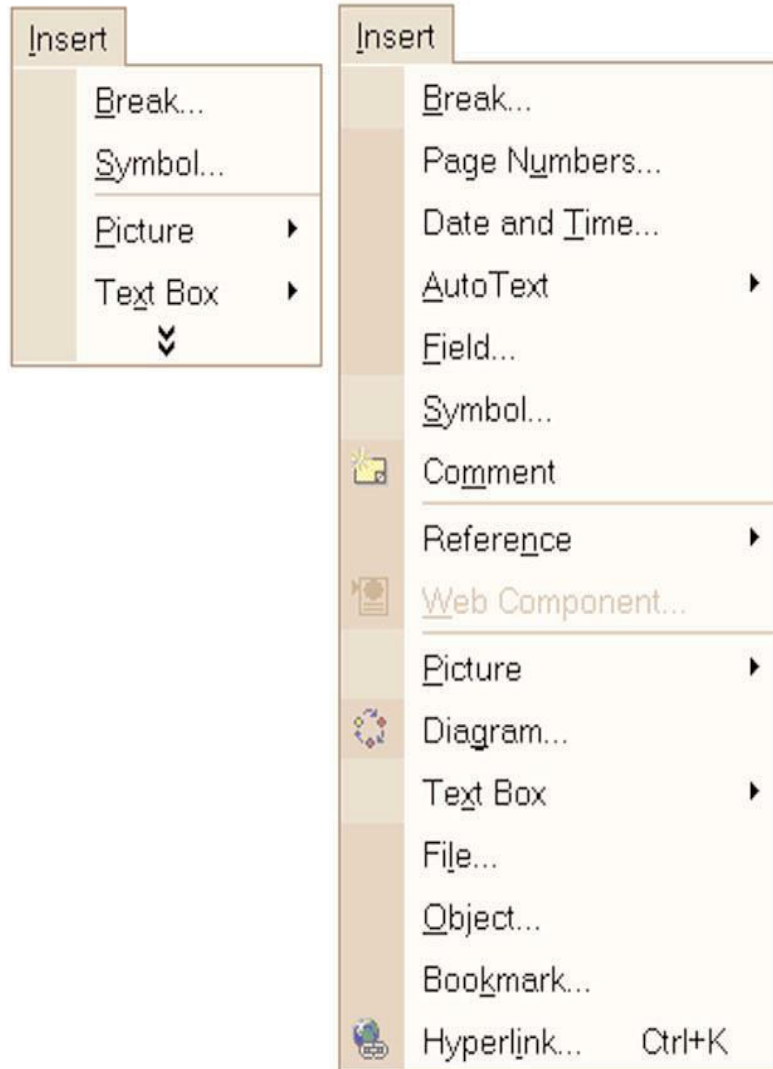 Insert
Break...
Symbol...
Picture
Text Box
Insert
Break...
Page Numbers...
Date and Time...
AutoText
Field...
Symbol...
Comment
Reference
Web Component...
Picture
Diagram...
Text Box
File...
Object...
Bookmark...
Hyperlink... Ctrl+K